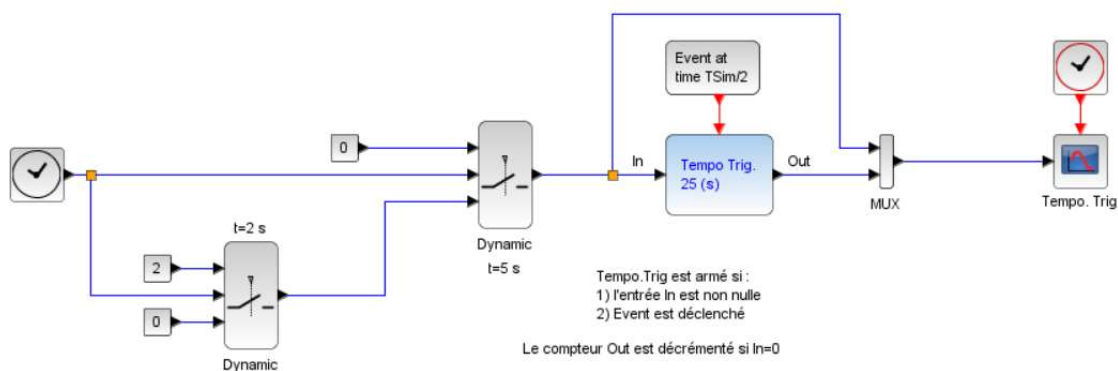 Event at
time TSim/2
0
In
Tempo Trig.
25 (s)
Out
MUX
Tempo. Trig
Dynamic
t=5 s
t=2 s
2
0
Dynamic
Tempo.Trig est armé si :
1) l'entrée In est non nulle
2) Event est déclenché
Le compteur Out est décrémenté si In=0